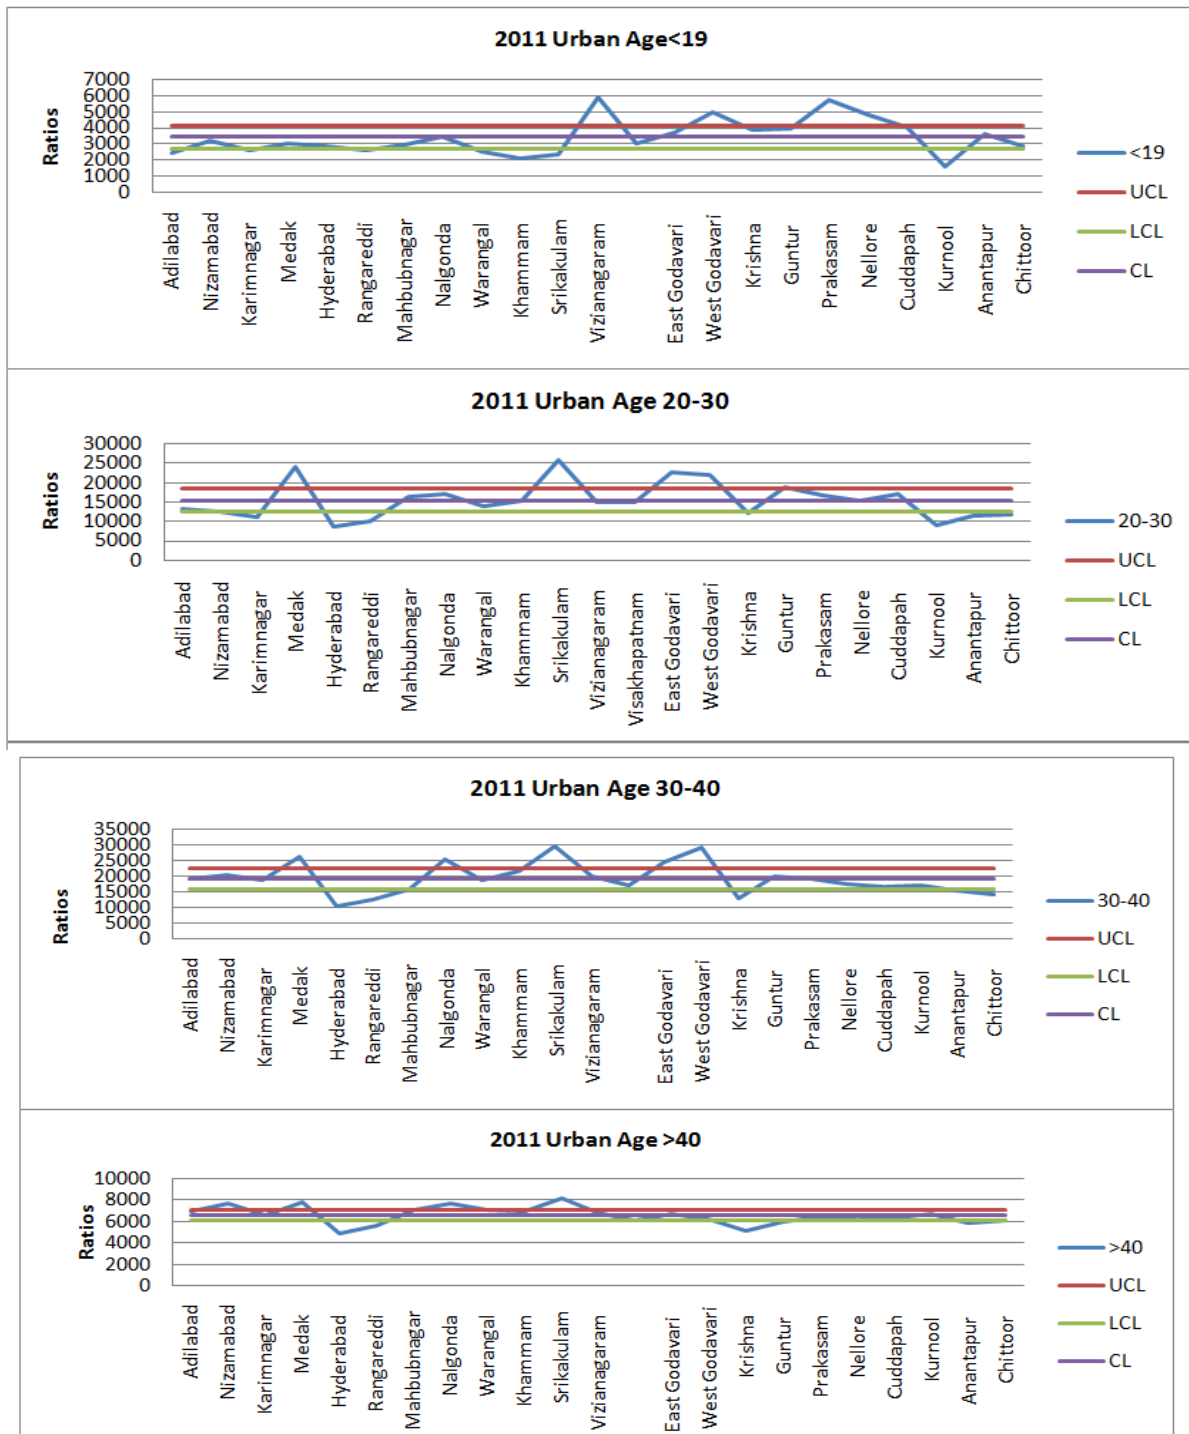 2011 Urban Age<19
Ratios
7000
6000
5000
4000
3000
2000
1000
0
Adilabad
Nizamabad
Karimnagar
Medak
Hyderabad
Rangareddi
Mahbubnagar
Nalgonda
Warangal
Khammam
Srikakulam
Vizianagaram
East Godavari
West Godavari
Krishna
Guntur
Prakasam
Nellore
Cuddapah
Kurnool
Anantapur
Chittoor
<19
UCL
LCL
CL
2011 Urban Age 20-30
Ratios
30000
25000
20000
15000
10000
5000
0
Adilabad
Nizamabad
Karimnagar
Medak
Hyderabad
Rangareddi
Mahbubnagar
Nalgonda
Warangal
Khammam
Srikakulam
Vizianagaram
Visakhapatnam
East Godavari
West Godavari
Krishna
Guntur
Prakasam
Nellore
Cuddapah
Kurnool
Anantapur
Chittoor
20-30
UCL
LCL
CL
2011 Urban Age 30-40
Ratios
35000
30000
25000
20000
15000
10000
5000
0
Adilabad
Nizamabad
Karimnagar
Medak
Hyderabad
Rangareddi
Mahbubnagar
Nalgonda
Warangal
Khammam
Srikakulam
Vizianagaram
East Godavari
West Godavari
Krishna
Guntur
Prakasam
Nellore
Cuddapah
Kurnool
Anantapur
Chittoor
30-40
UCL
LCL
CL
2011 Urban Age >40
Ratios
10000
8000
6000
4000
2000
0
Adilabad
Nizamabad
Karimnagar
Medak
Hyderabad
Rangareddi
Mahbubnagar
Nalgonda
Warangal
Khammam
Srikakulam
Vizianagaram
East Godavari
West Godavari
Krishna
Guntur
Prakasam
Nellore
Cuddapah
Kurnool
Anantapur
Chittoor
>40
UCL
LCL
CL